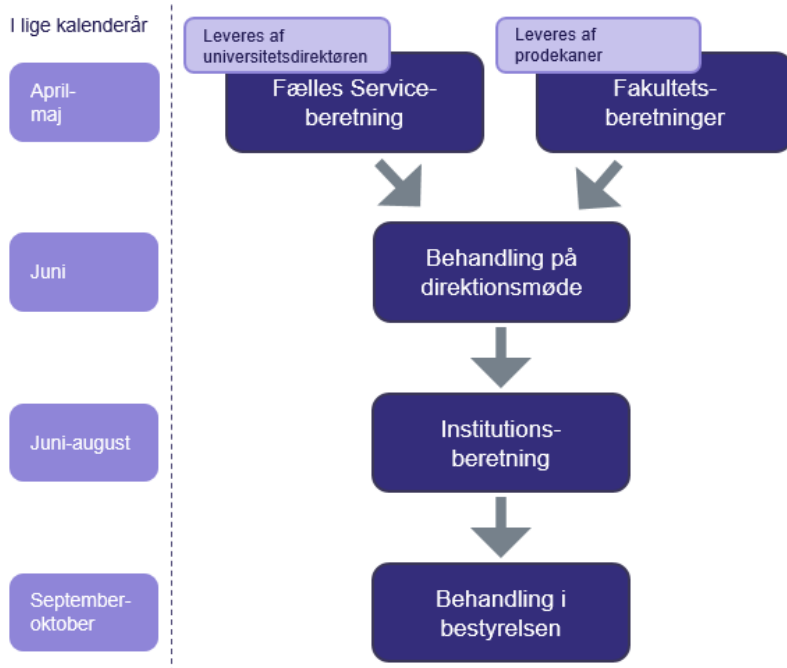 I lige kalenderår
Leveres af
universitetsdirektøren
Leveres af
prodekaner
April-
maj
Fælles Service-
beretning
Fakultets-
beretninger
Juni
Behandling på
direktionsmøde
Juni-august
Institutions-
beretning
September-
oktober
Behandling i
bestyrelsen